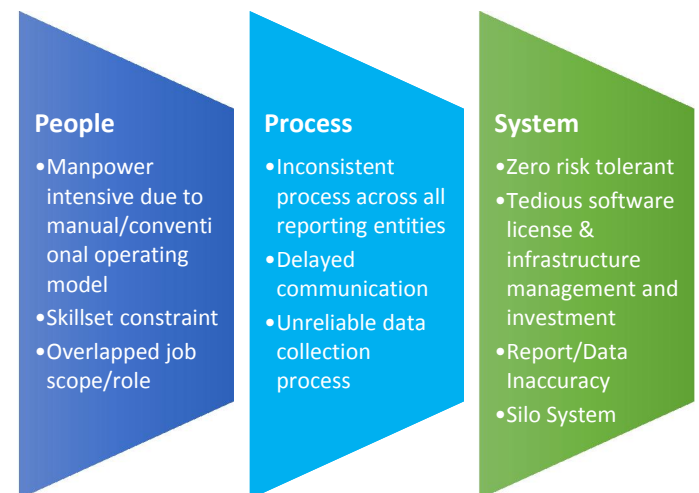 People
•Manpower
intensive due to
manual/conventi
onal operating
model
•Skillset constraint
•Overlapped job
scope/role
Process
•Inconsistent
process across all
reporting entities
•Delayed
communication
•Unreliable data
collection
process
System
•Zero risk tolerant
•Tedious software
license &
infrastructure
management and
investment
•Report/Data
Inaccuracy
•Silo System